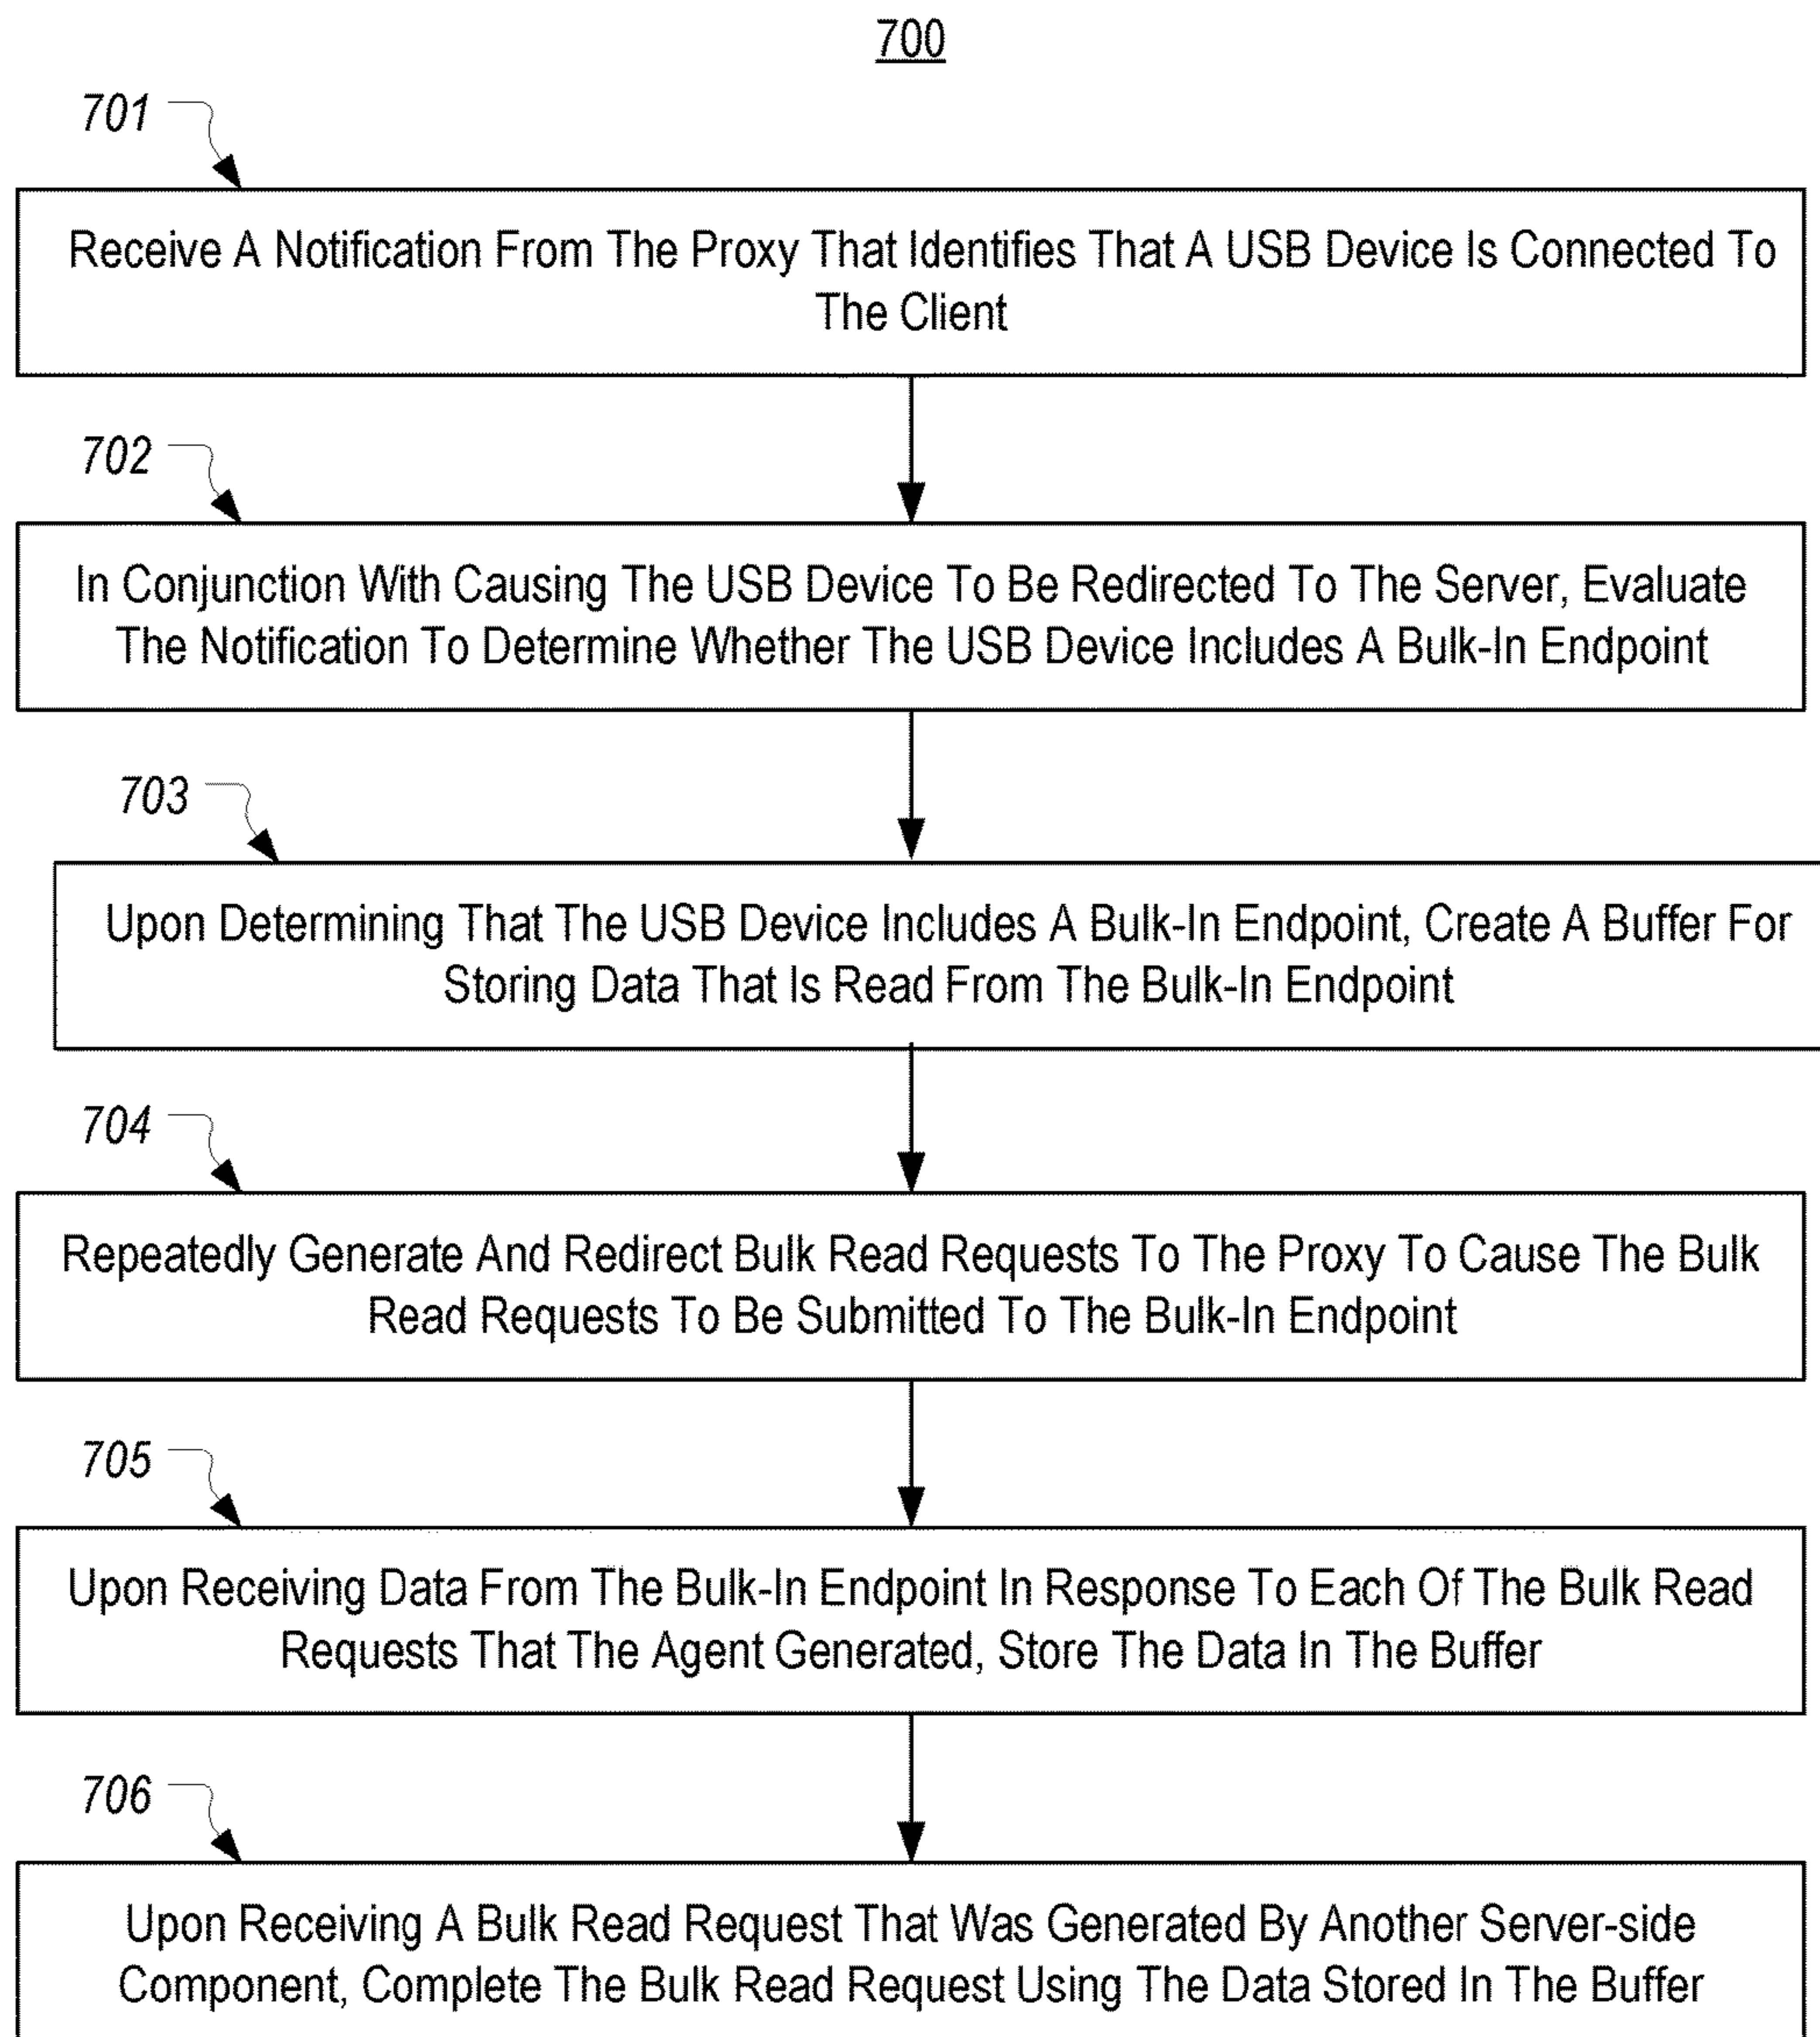 700
701
Receive A Notification From The Proxy That Identifies That A USB Device Is Connected To
The Client
702
In Conjunction With Causing The USB Device To Be Redirected To The Server, Evaluate
The Notification To Determine Whether The USB Device Includes A Bulk-In Endpoint
703
Upon Determining That The USB Device Includes A Bulk-In Endpoint, Create A Buffer For
Storing Data That Is Read From The Bulk-In Endpoint
704
Repeatedly Generate And Redirect Bulk Read Requests To The Proxy To Cause The Bulk
Read Requests To Be Submitted To The Bulk-In Endpoint
705
Upon Receiving Data From The Bulk-In Endpoint In Response To Each Of The Bulk Read
Requests That The Agent Generated, Store The Data In The Buffer
706
Upon Receiving A Bulk Read Request That Was Generated By Another Server-side
Component, Complete The Bulk Read Request Using The Data Stored In The Buffer